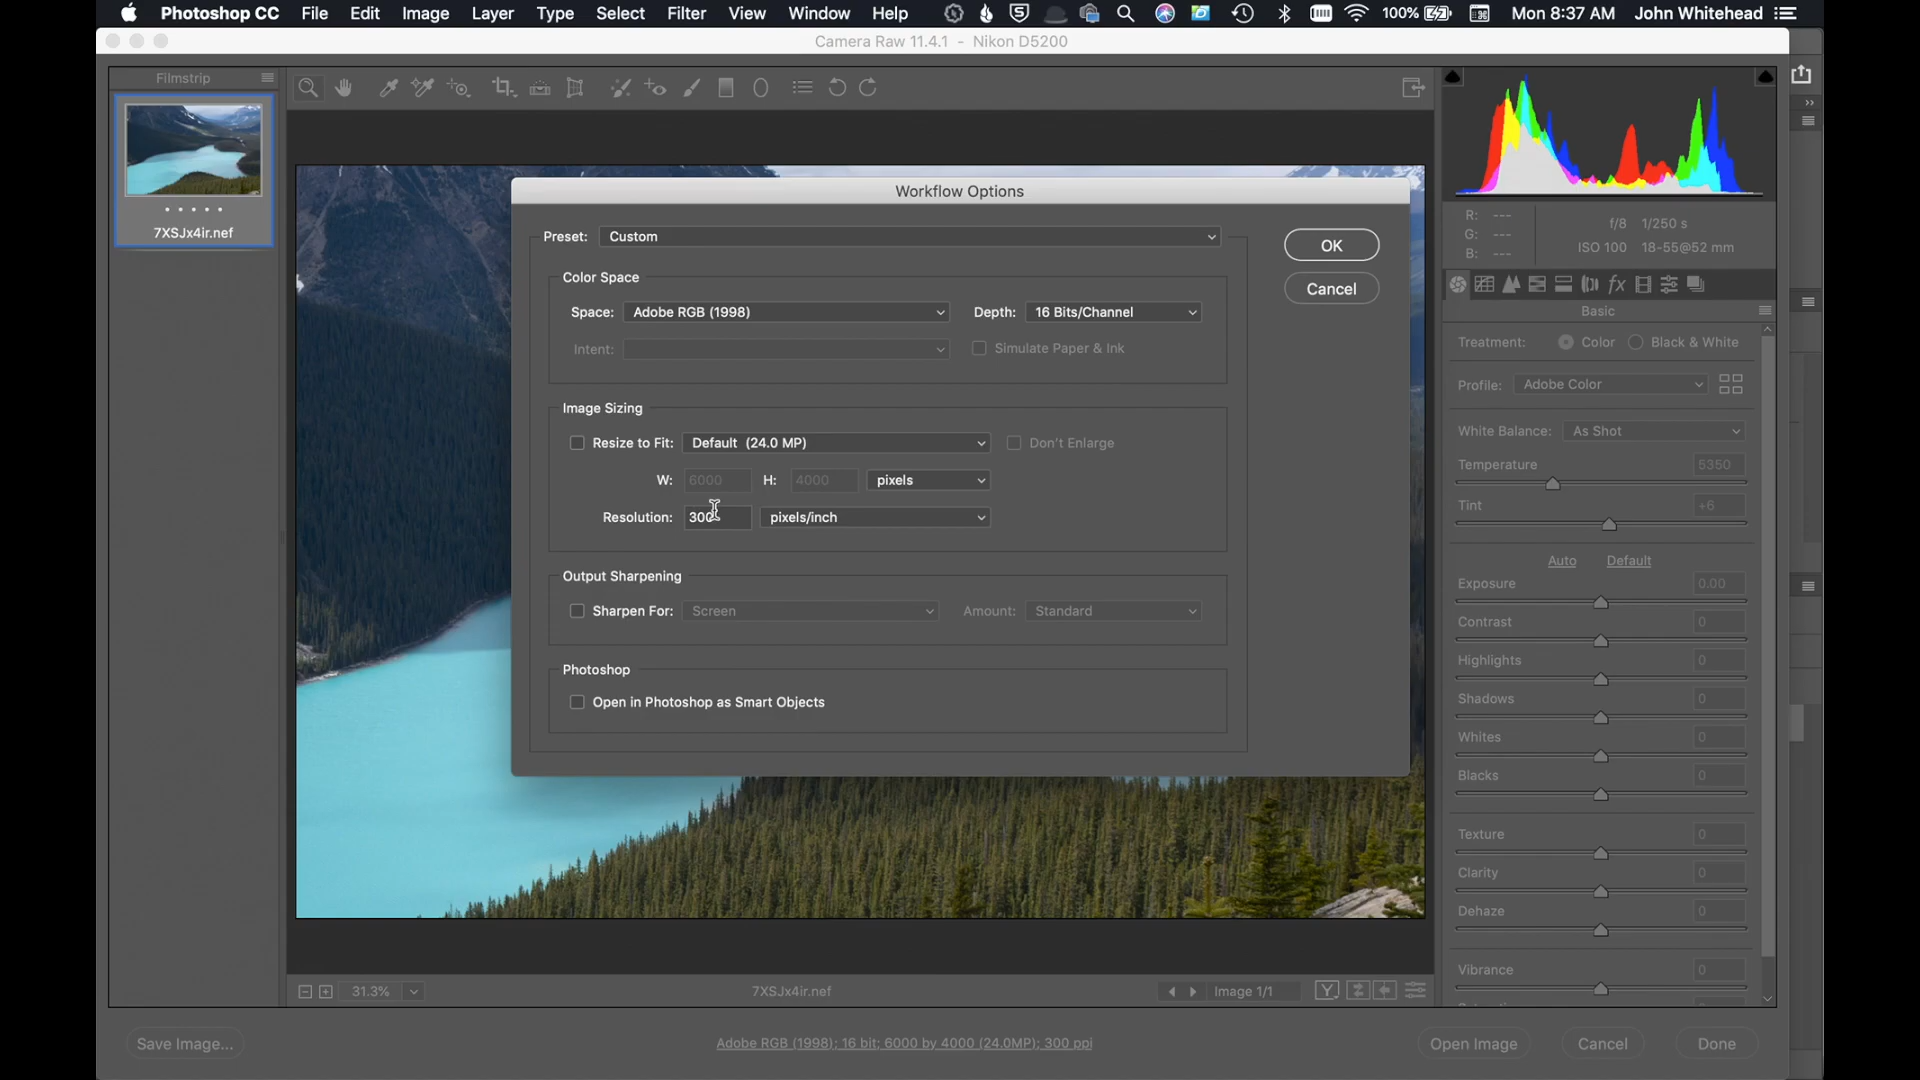 Photoshop CC File Edit Image Layer Type Select Filter View Window Help 100% Mon 8:37 AM John Whitehead
Camera Raw 11.4.1 - Nikon D5200
Filmstrip
7XSJx4ir.nef
Workflow Options
Preset: Custom
OK
Cancel
Color Space
Space: Adobe RGB (1998) Depth: 16 Bits/Channel
Intent: Simulate Paper & Ink
Image Sizing
Resize to Fit: Default (24.0 MP) Don't Enlarge
W: 6000 H: 4000 pixels
Resolution: 300 pixels/inch
Output Sharpening
Sharpen For: Screen Amount: Standard
Photoshop
Open in Photoshop as Smart Objects
R: ---
G: ---
B: ---
f/8 1/250 s
ISO 100 18-55@52 mm
fx
Basic
Treatment: Color Black & White
Profile: Adobe Color
White Balance: As Shot
Temperature 5350
Tint +6
Auto Default
Exposure 0.00
Contrast 0
Highlights 0
Shadows 0
Whites 0
Blacks 0
Texture 0
Clarity 0
Dehaze 0
Vibrance 0
31.3% 7XSJx4ir.nef Image 1/1 Y
Save Image... Adobe RGB (1998); 16 bit; 6000 by 4000 (24.0MP); 300 ppi Open Image Cancel Done